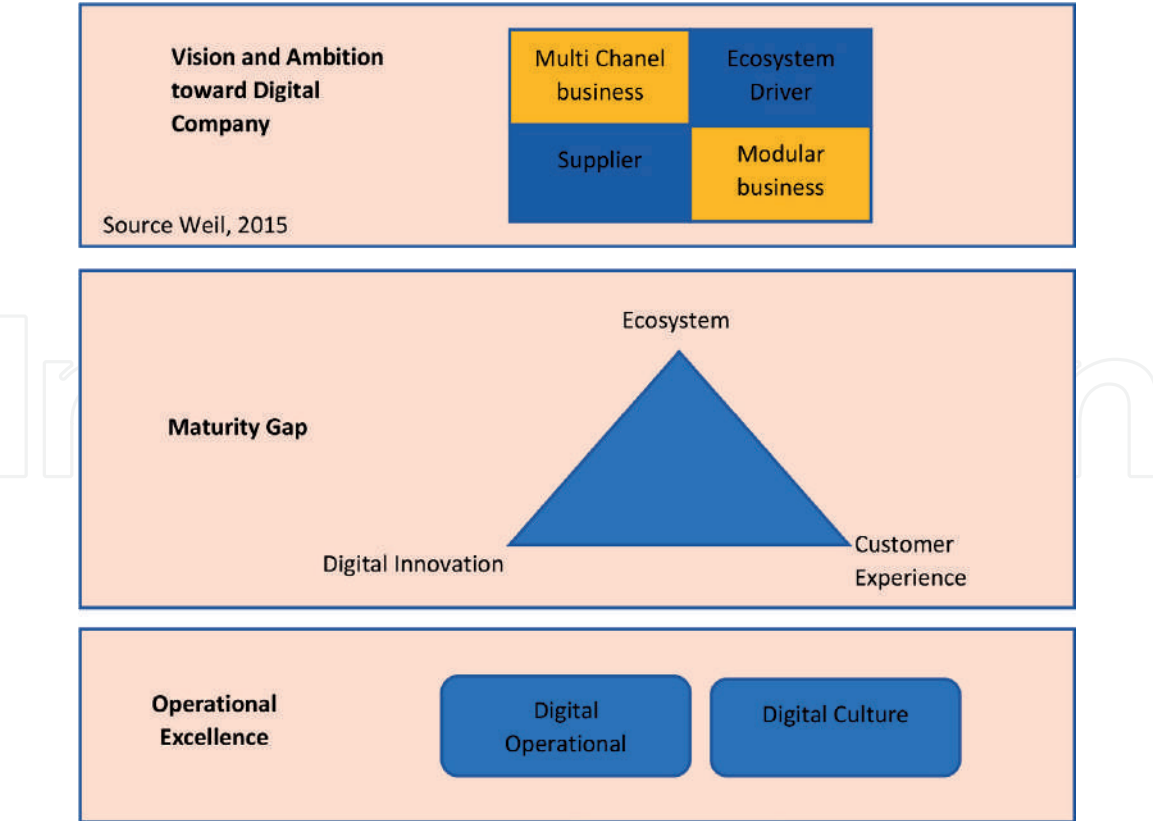 Vision and Ambition
toward Digital
Company
Multi Chanel
business
Ecosystem
Driver
Supplier
Modular
business
Source Weil, 2015
Ecosystem
Maturity Gap
Digital Innovation
Customer
Experience
Operational
Excellence
Digital
Operational
Digital Culture